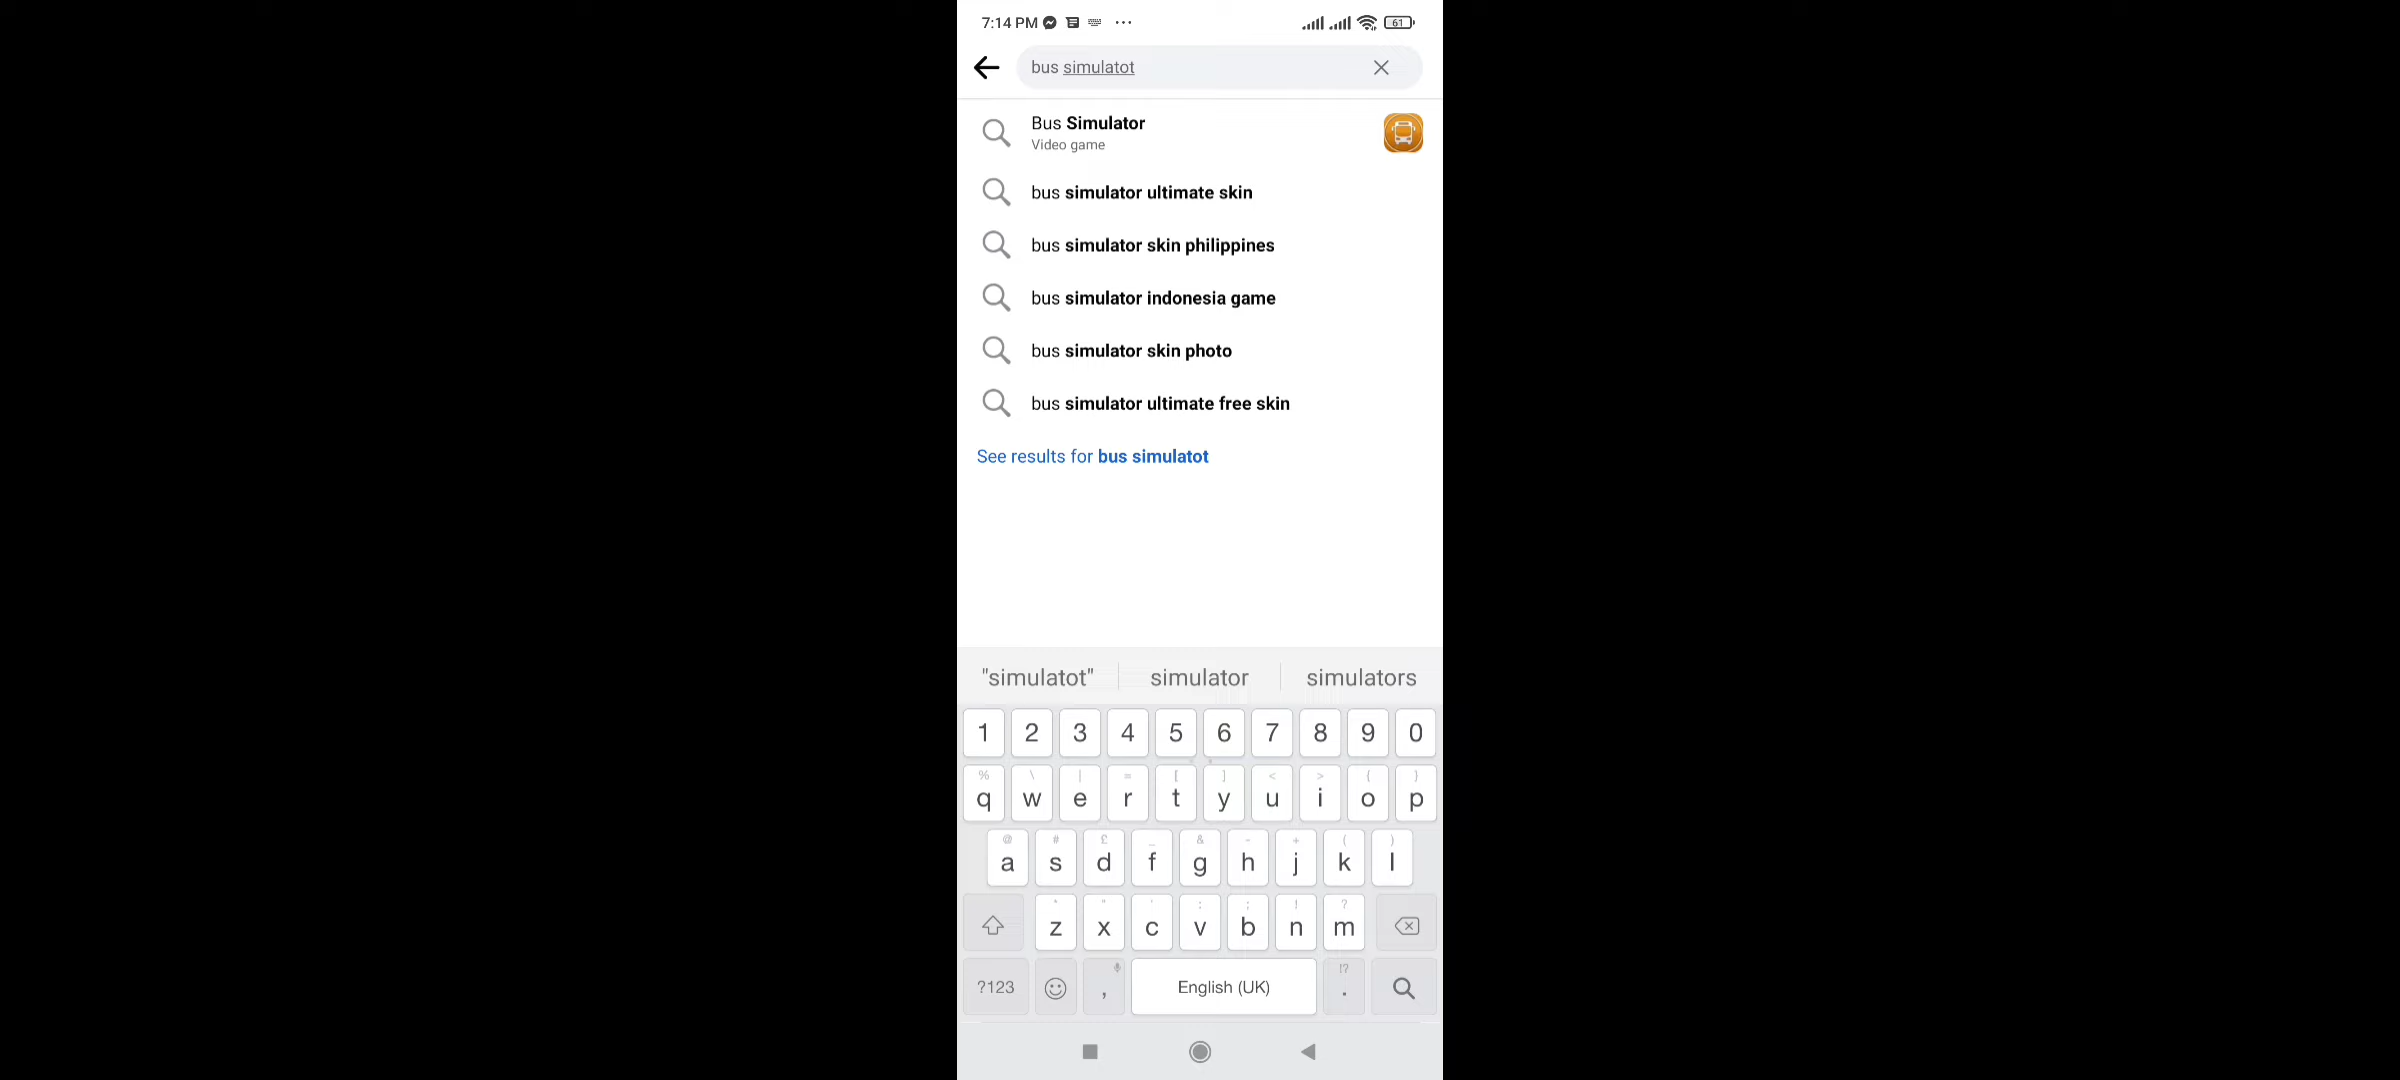 7:14 PM
61
bus simulatot
Bus Simulator
Video game
bus simulator ultimate skin
bus simulator skin philippines
bus simulator indonesia game
bus simulator skin photo
bus simulator ultimate free skin
See results for bus simulatot
"simulatot" simulator simulators
1 2 3 4 5 6 7 8 9 0
% \ | = [ ] < > { }
q w e r t y u i o p
@ # £ _ & - + ( )
a s d f g h j k l
* " ' : ; ! ?
z x c v b n m
!?
?123 , English (UK) .